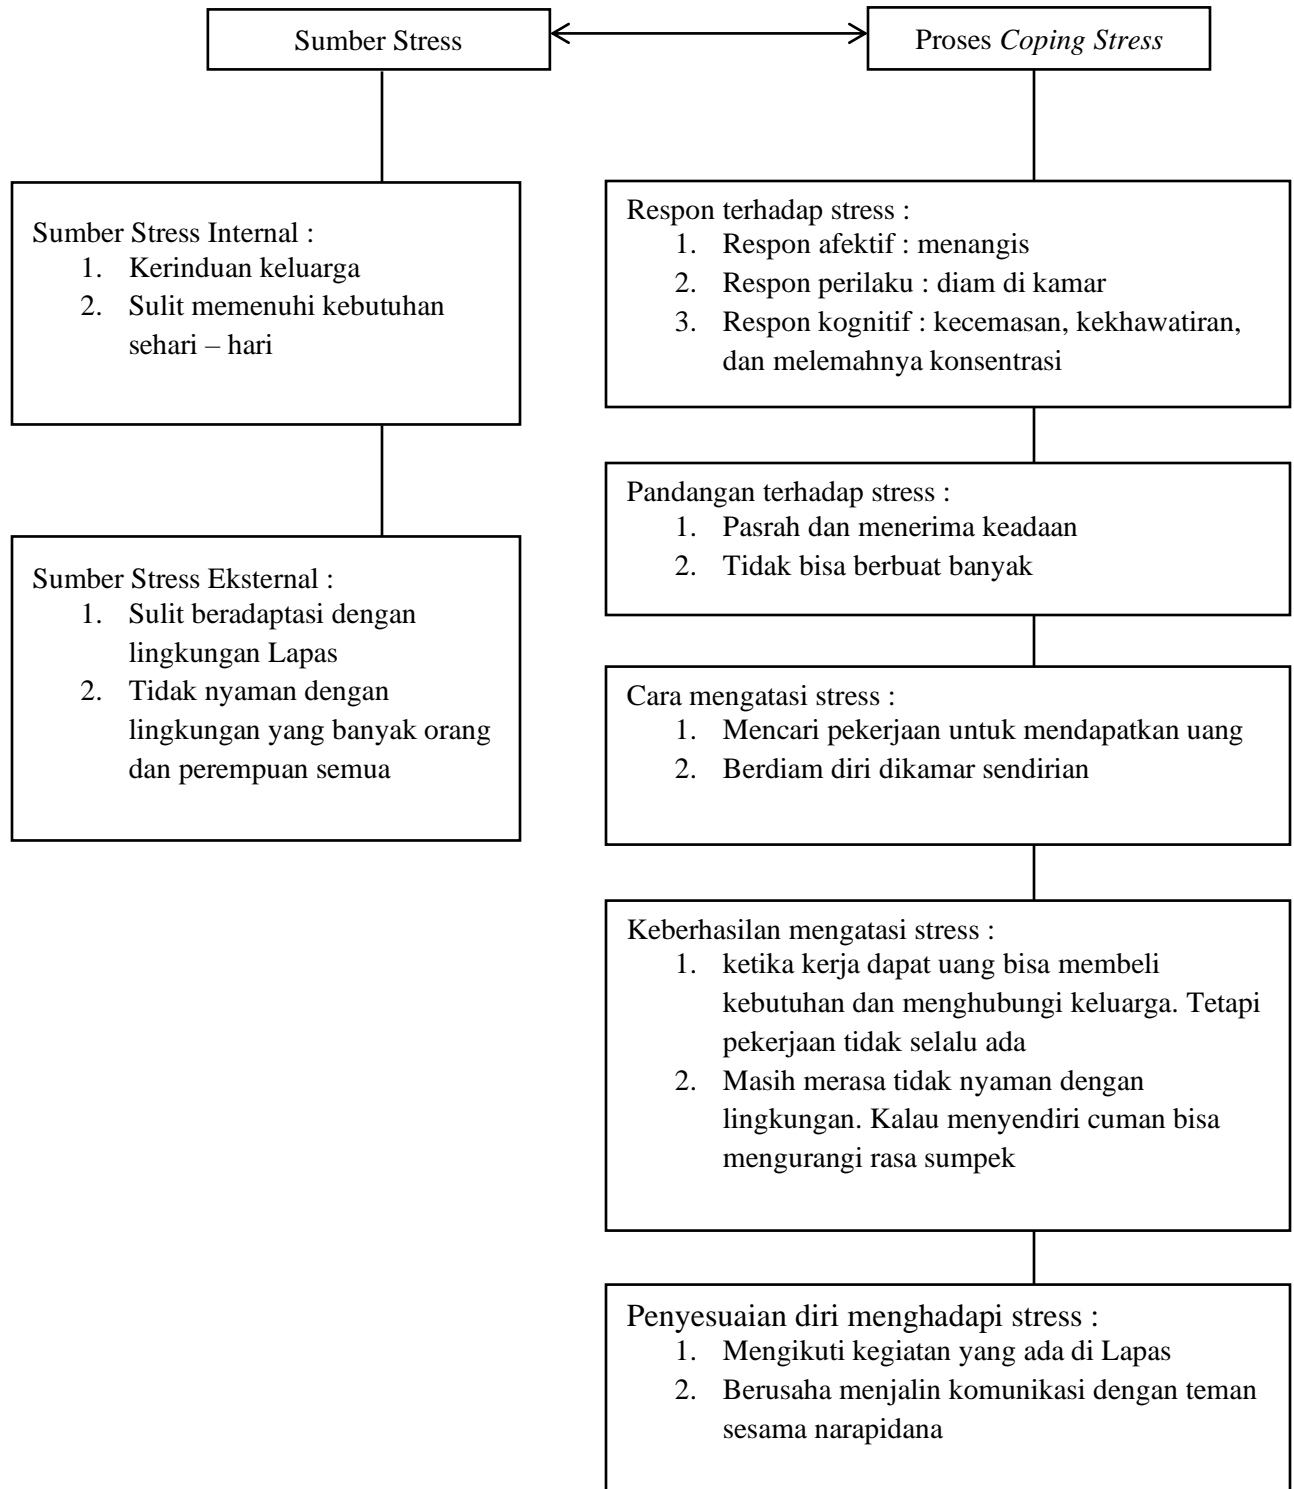 Sumber Stress
Proses Coping Stress
Sumber Stress Internal :
1. Kerinduan keluarga
2. Sulit memenuhi kebutuhan
sehari – hari
Sumber Stress Eksternal :
1. Sulit beradaptasi dengan
lingkungan Lapas
2. Tidak nyaman dengan
lingkungan yang banyak orang
dan perempuan semua
Respon terhadap stress :
1. Respon afektif : menangis
2. Respon perilaku : diam di kamar
3. Respon kognitif : kecemasan, kekhawatiran,
dan melemahnya konsentrasi
Pandangan terhadap stress :
1. Pasrah dan menerima keadaan
2. Tidak bisa berbuat banyak
Cara mengatasi stress :
1. Mencari pekerjaan untuk mendapatkan uang
2. Berdiam diri dikamar sendirian
Keberhasilan mengatasi stress :
1. ketika kerja dapat uang bisa membeli
kebutuhan dan menghubungi keluarga. Tetapi
pekerjaan tidak selalu ada
2. Masih merasa tidak nyaman dengan
lingkungan. Kalau menyendiri cuman bisa
mengurangi rasa sumpek
Penyesuaian diri menghadapi stress :
1. Mengikuti kegiatan yang ada di Lapas
2. Berusaha menjalin komunikasi dengan teman
sesama narapidana